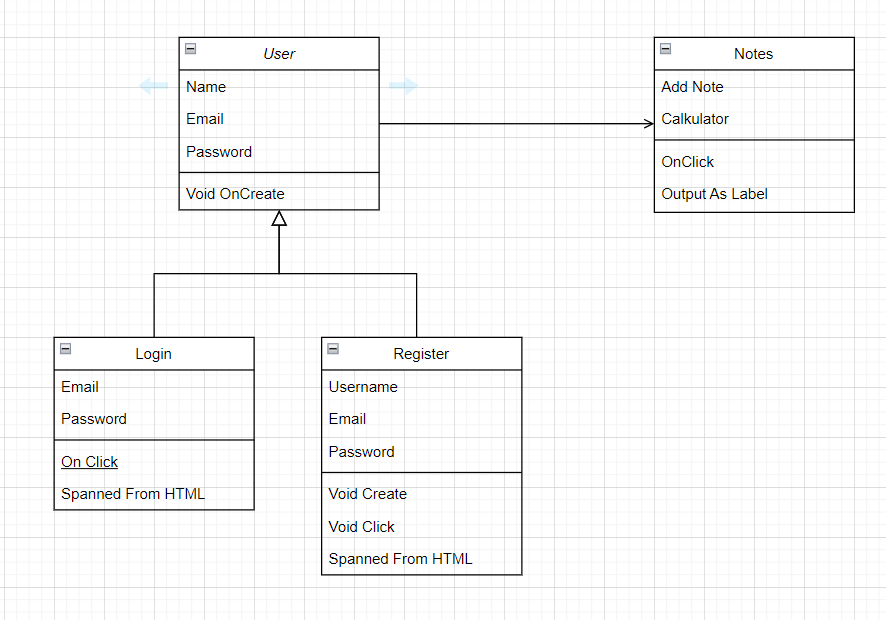 User
Name
Email
Password
Void OnCreate
Notes
Add Note
Calkulator
OnClick
Output As Label
Login
Email
Password
On Click
Spanned From HTML
Register
Username
Email
Password
Void Create
Void Click
Spanned From HTML